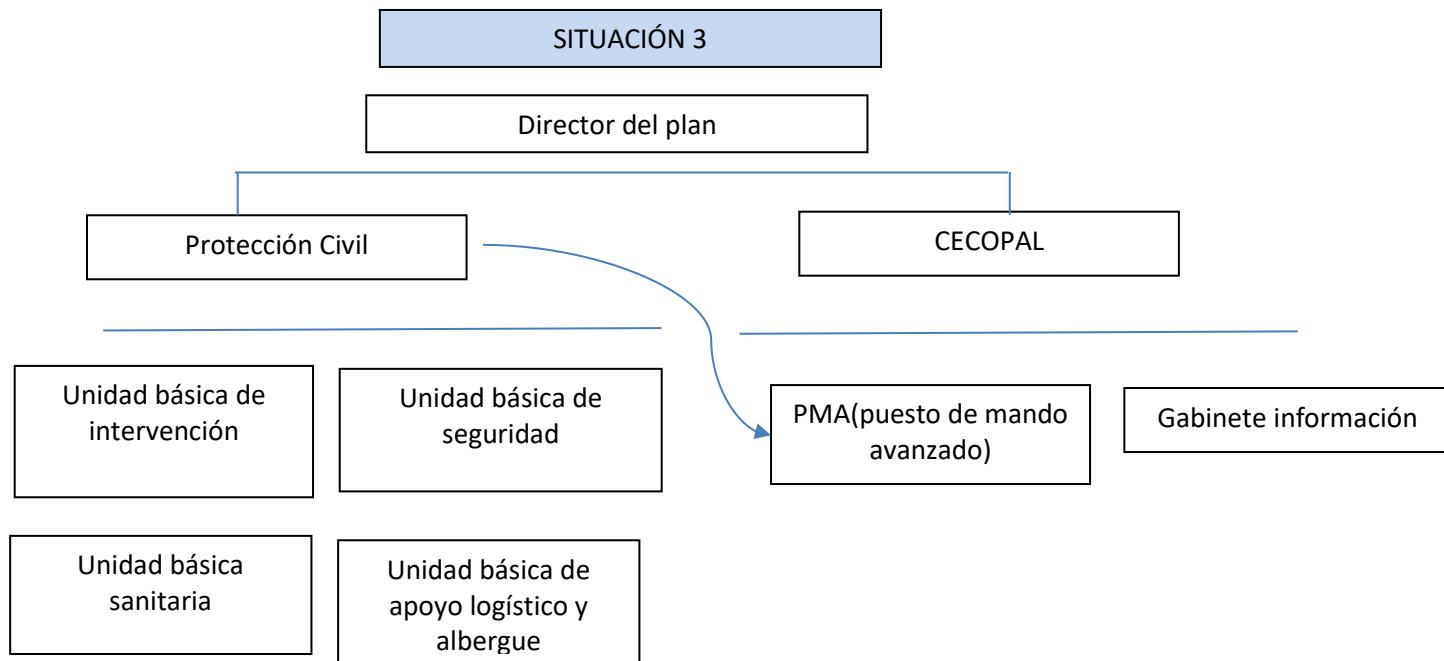 SITUACIÓN 3
Director del plan
Protección Civil
CECOPAL
Unidad básica de
intervención
Unidad básica de
seguridad
PMA(puesto de mando
avanzado)
Gabinete información
Unidad básica
sanitaria
Unidad básica de
apoyo logístico y
albergue